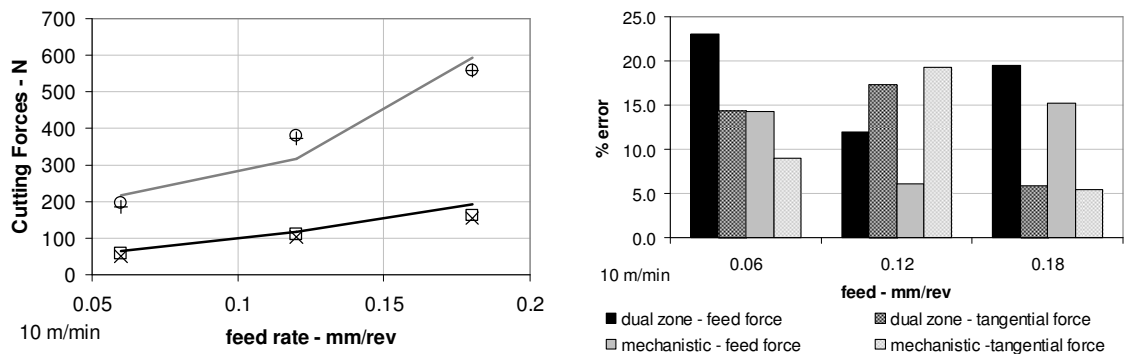 700
600
500
400
300
200
100
0
Cutting Forces - N
0.05 0.1 0.15 0.2
10 m/min
feed rate - mm/rev
25.0
20.0
15.0
10.0
5.0
0.0
% error
0.06 0.12 0.18
10 m/min
feed - mm/rev
dual zone - feed force dual zone - tangential force
mechanistic - feed force mechanistic -tangential force